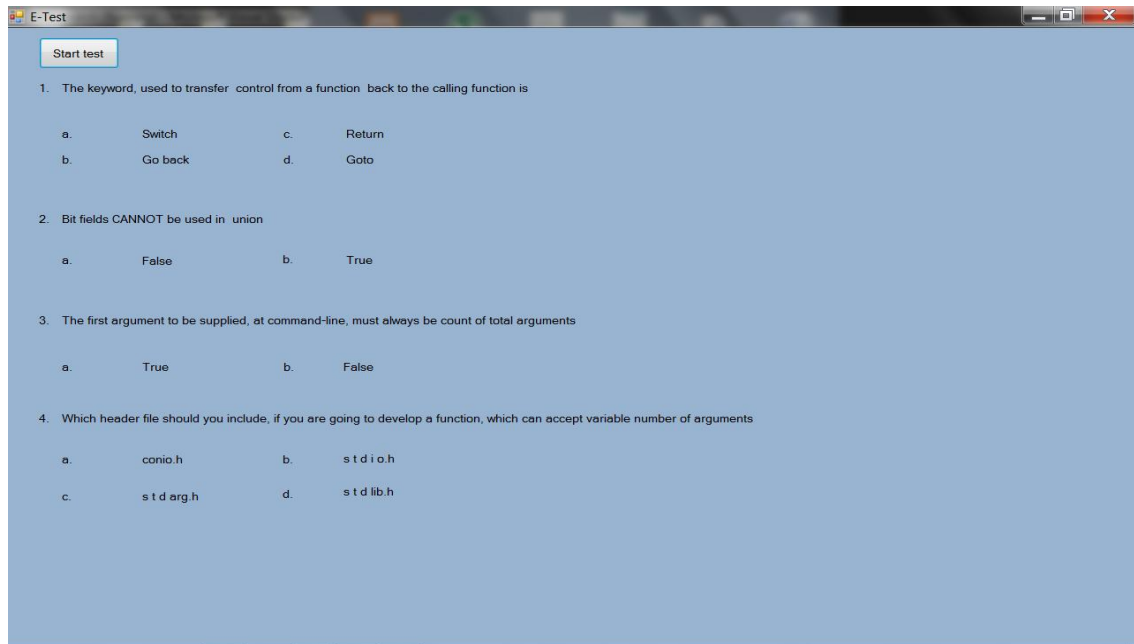 E-Test
Start test
1. The keyword, used to transfer control from a function back to the calling function is
a. Switch c. Return
b. Go back d. Goto
2. Bit fields CANNOT be used in union
a. False b. True
3. The first argument to be supplied, at command-line, must always be count of total arguments
a. True b. False
4. Which header file should you include, if you are going to develop a function, which can accept variable number of arguments
a. conio.h b. s t d i o.h
c. s t d arg.h d. s t d lib.h